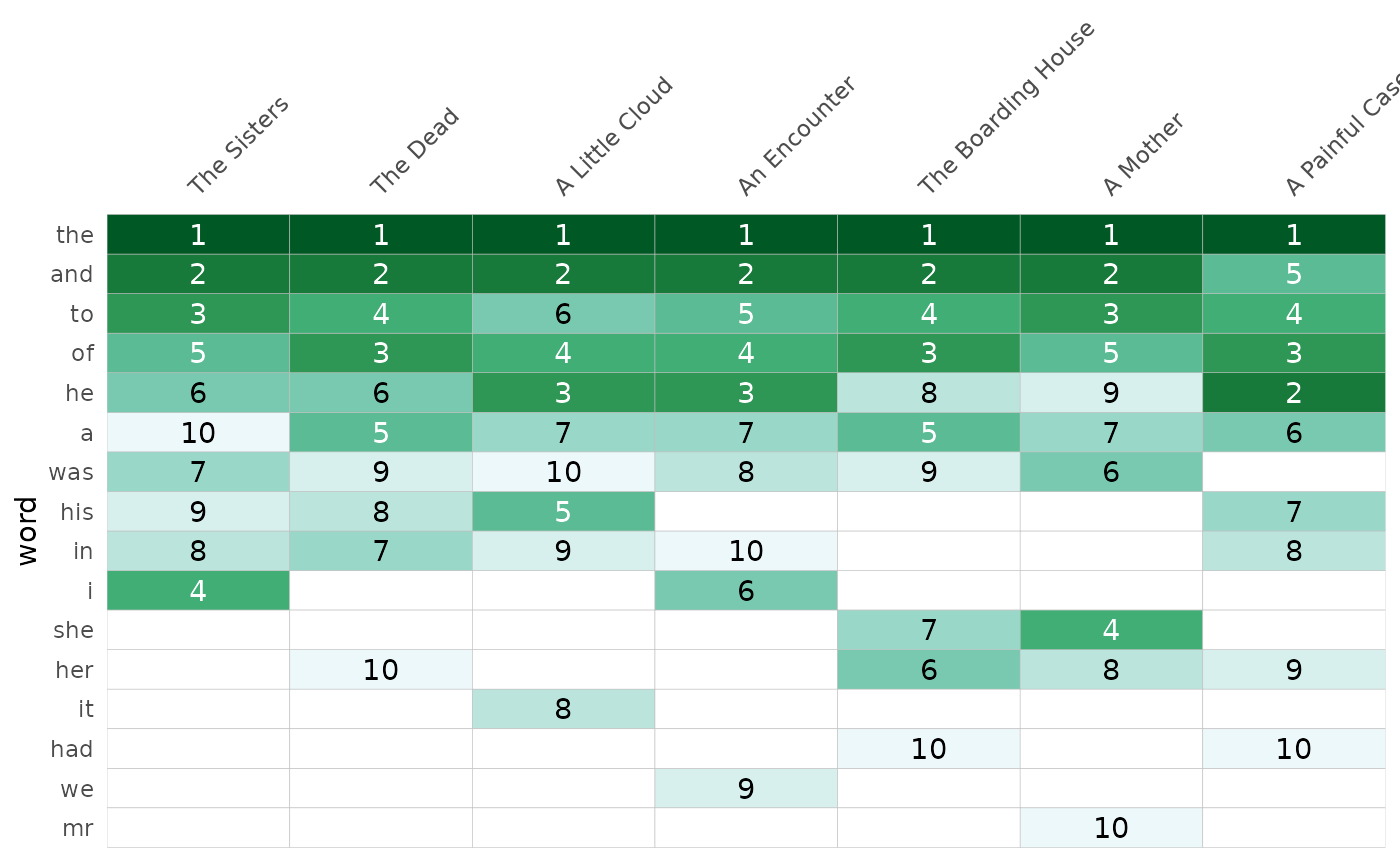 The Sisters
The Dead
A Little Cloud
An Encounter
The Boarding House
A Mother
A Painful Case
word
the 1 1 1 1 1 1 1
and 2 2 2 2 2 2 5
to 3 4 6 5 4 3 4
of 5 3 4 4 3 5 3
he 6 6 3 3 8 9 2
a 10 5 7 7 5 7 6
was 7 9 10 8 9 6
his 9 8 5 7
in 8 7 9 10 8
i 4 6
she 7 4
her 10 6 8 9
it 8
had 10 10
we 9
mr 10